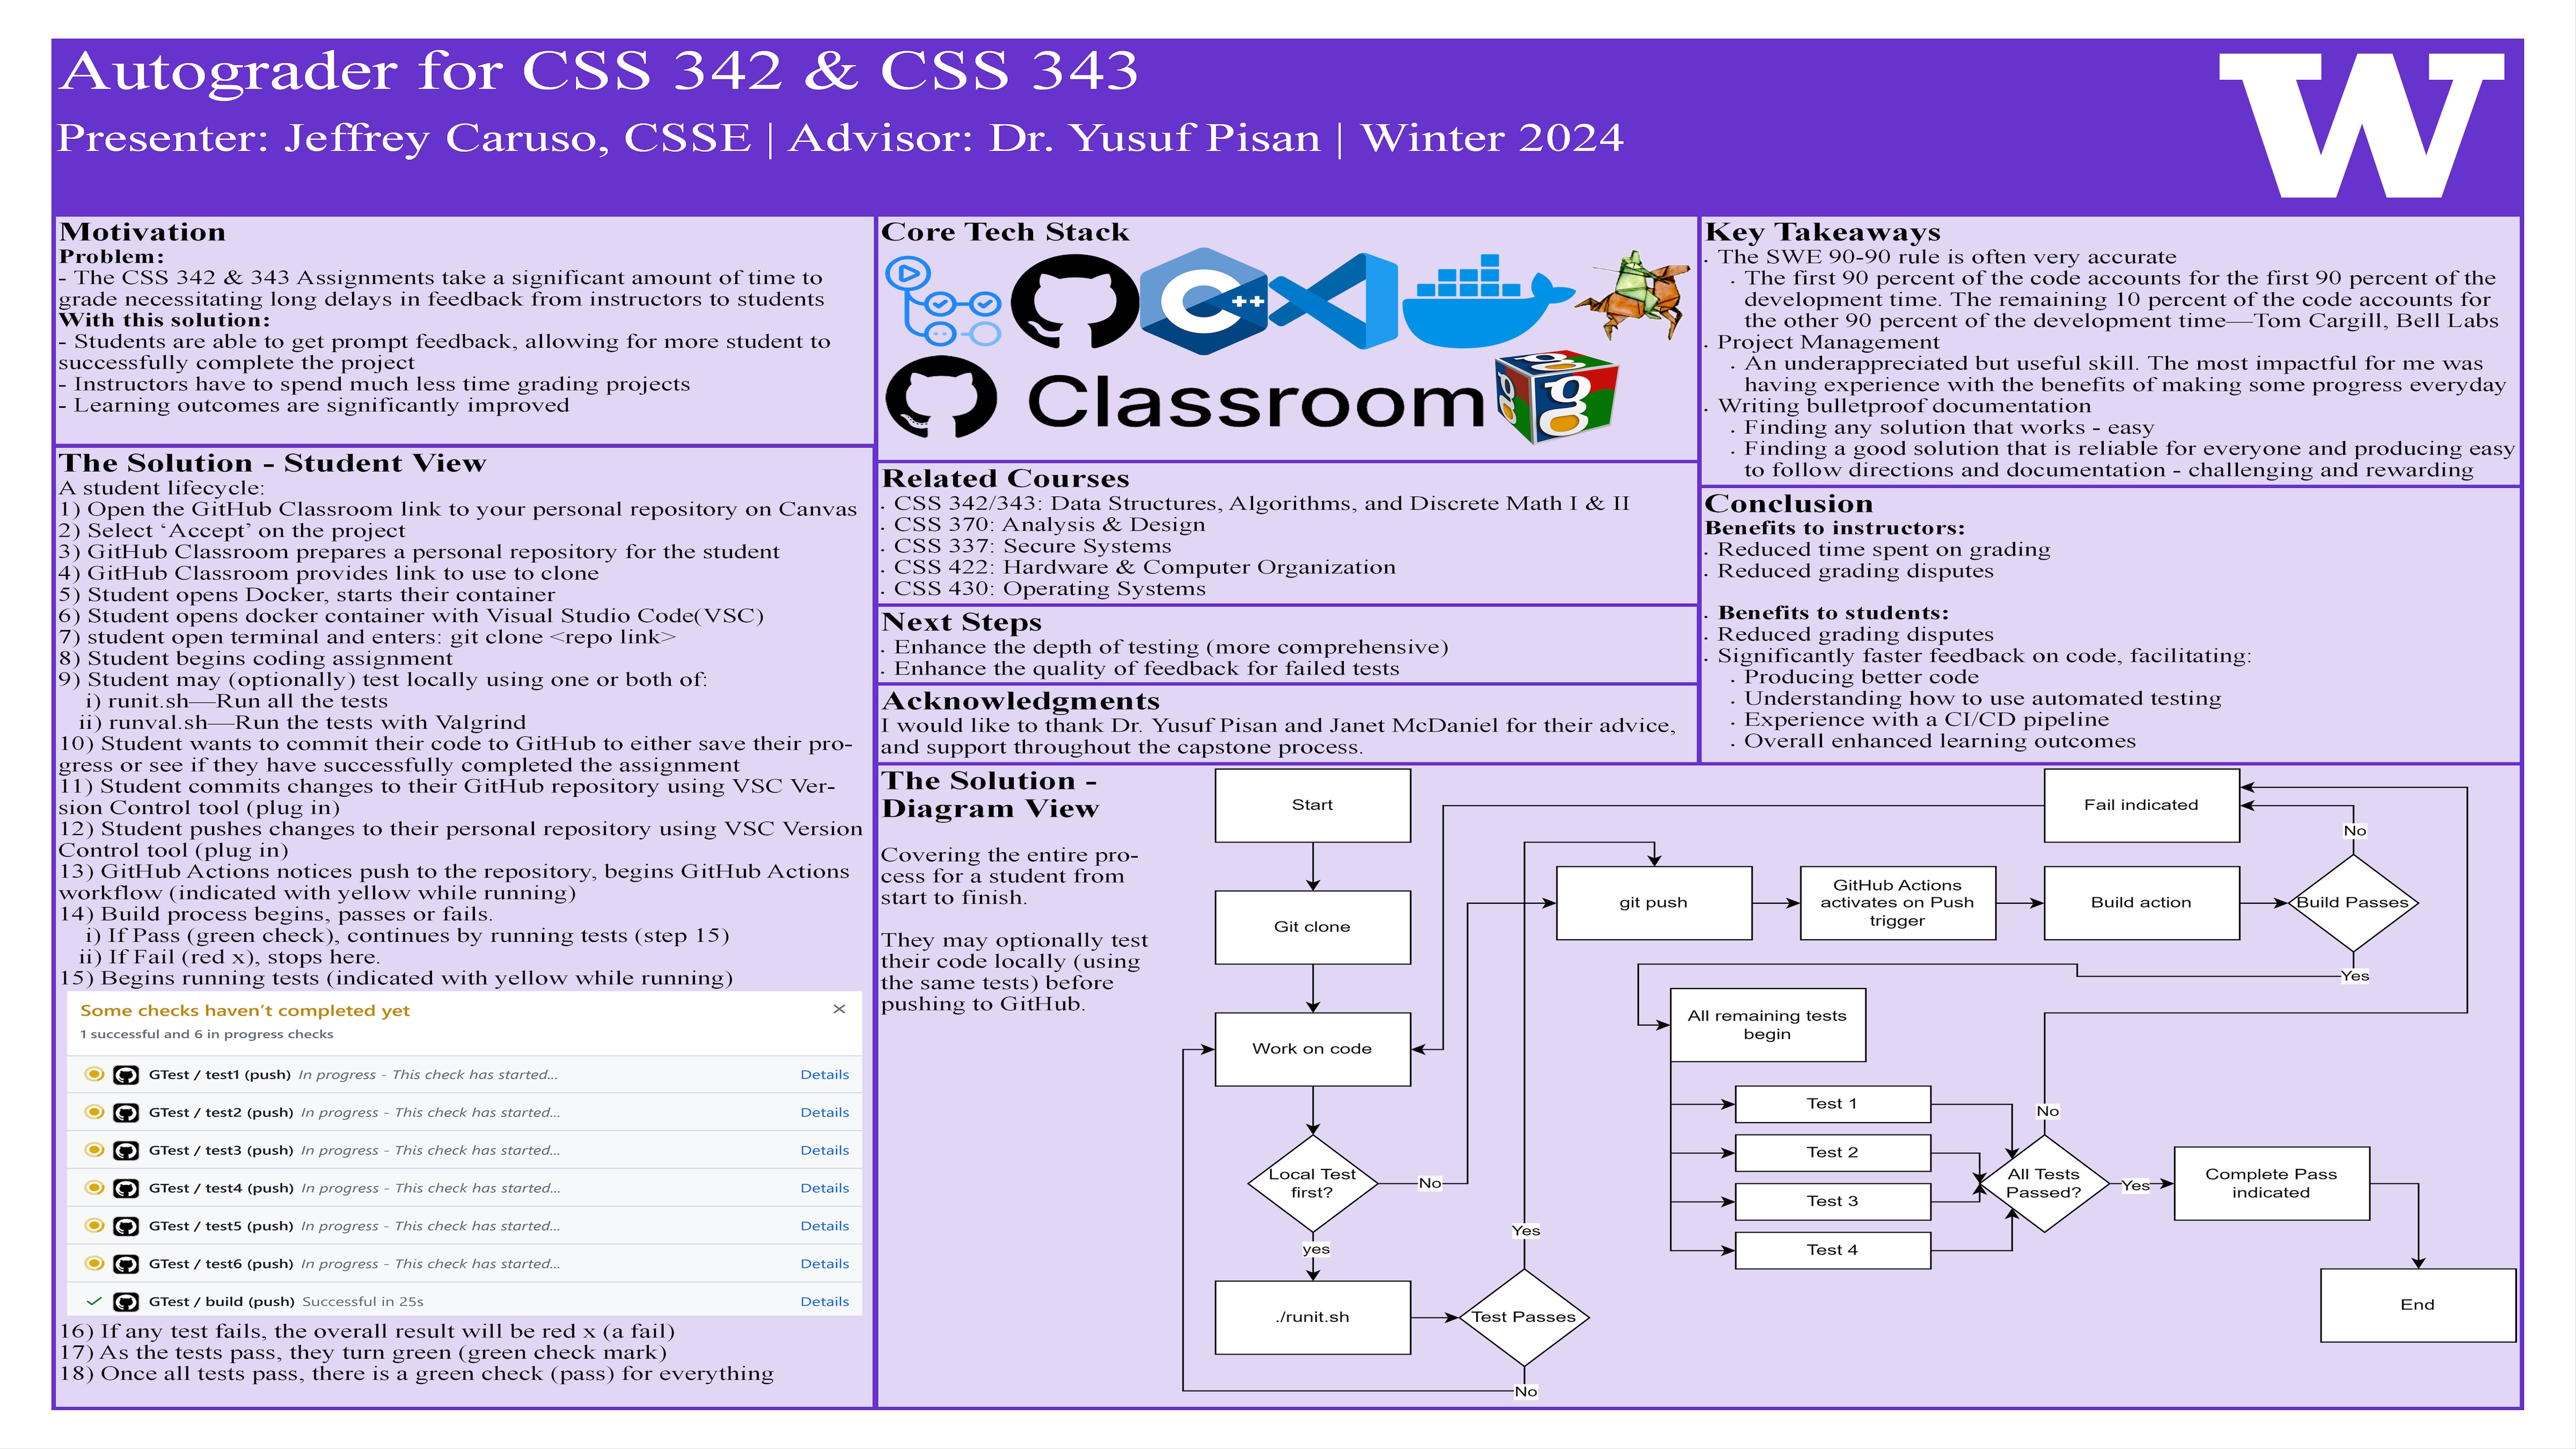 Autograder for CSS 342 & CSS 343
Presenter: Jeffrey Caruso, CSSE | Advisor: Dr. Yusuf Pisan | Winter 2024
W
Motivation
Problem:
- The CSS 342 & 343 Assignments take a significant amount of time to
grade necessitating long delays in feedback from instructors to students
With this solution:
- Students are able to get prompt feedback, allowing for more student to
successfully complete the project
- Instructors have to spend much less time grading projects
- Learning outcomes are significantly improved
The Solution - Student View
A student lifecycle:
1) Open the GitHub Classroom link to your personal repository on Canvas
2) Select ‘Accept’ on the project
3) GitHub Classroom prepares a personal repository for the student
4) GitHub Classroom provides link to use to clone
5) Student opens Docker, starts their container
6) Student opens docker container with Visual Studio Code(VSC)
7) student open terminal and enters: git clone <repo link>
8) Student begins coding assignment
9) Student may (optionally) test locally using one or both of:
i) runit.sh—Run all the tests
ii) runval.sh—Run the tests with Valgrind
10) Student wants to commit their code to GitHub to either save their pro-
gress or see if they have successfully completed the assignment
11) Student commits changes to their GitHub repository using VSC Ver-
sion Control tool (plug in)
12) Student pushes changes to their personal repository using VSC Version
Control tool (plug in)
13) GitHub Actions notices push to the repository, begins GitHub Actions
workflow (indicated with yellow while running)
14) Build process begins, passes or fails.
i) If Pass (green check), continues by running tests (step 15)
ii) If Fail (red x), stops here.
15) Begins running tests (indicated with yellow while running)
Some checks haven't completed yet
1 successful and 6 in progress checks
GTest / test1 (push) In progress - This check has started... Details
GTest / test2 (push) In progress - This check has started... Details
GTest / test3 (push) In progress - This check has started... Details
GTest / test4 (push) In progress - This check has started... Details
GTest / test5 (push) In progress - This check has started... Details
GTest / test6 (push) In progress - This check has started... Details
GTest / build (push) Successful in 25s Details
16) If any test fails, the overall result will be red x (a fail)
17) As the tests pass, they turn green (green check mark)
18) Once all tests pass, there is a green check (pass) for everything
Core Tech Stack
C++
Classroom
g g g
Related Courses
. CSS 342/343: Data Structures, Algorithms, and Discrete Math I & II
. CSS 370: Analysis & Design
. CSS 337: Secure Systems
. CSS 422: Hardware & Computer Organization
. CSS 430: Operating Systems
Next Steps
. Enhance the depth of testing (more comprehensive)
. Enhance the quality of feedback for failed tests
Acknowledgments
I would like to thank Dr. Yusuf Pisan and Janet McDaniel for their advice,
and support throughout the capstone process.
Key Takeaways
. The SWE 90-90 rule is often very accurate
. The first 90 percent of the code accounts for the first 90 percent of the
development time. The remaining 10 percent of the code accounts for
the other 90 percent of the development time—Tom Cargill, Bell Labs
. Project Management
. An underappreciated but useful skill. The most impactful for me was
having experience with the benefits of making some progress everyday
. Writing bulletproof documentation
. Finding any solution that works - easy
. Finding a good solution that is reliable for everyone and producing easy
to follow directions and documentation - challenging and rewarding
Conclusion
Benefits to instructors:
. Reduced time spent on grading
. Reduced grading disputes
. Benefits to students:
. Reduced grading disputes
. Significantly faster feedback on code, facilitating:
. Producing better code
. Understanding how to use automated testing
. Experience with a CI/CD pipeline
. Overall enhanced learning outcomes
The Solution -
Diagram View
Covering the entire pro-
cess for a student from
start to finish.
They may optionally test
their code locally (using
the same tests) before
pushing to GitHub.
Start
Git clone
Work on code
Local Test
first?
No
yes
./runit.sh
Test Passes
Yes
No
git push
GitHub Actions
activates on Push
trigger
Build action
Build Passes
No
Yes
Fail indicated
All remaining tests
begin
Test 1
Test 2
Test 3
Test 4
All Tests
Passed?
No
Yes
Complete Pass
indicated
End